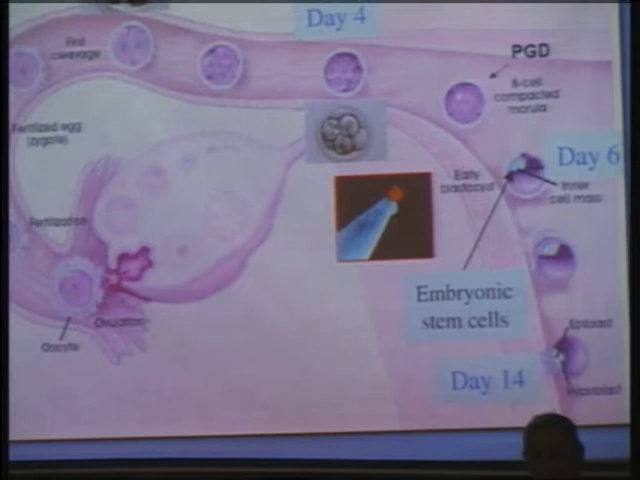 Day 4
First
cleavage
PGD
8-cell
compacted
morula
Fertilized egg
(zygote)
Day 6
Early
blastocyst
Inner
cell mass
Fertilization
Embryonic
stem cells
Ovulation
Oocyte
Epiblast
Day 14
Hypoblast